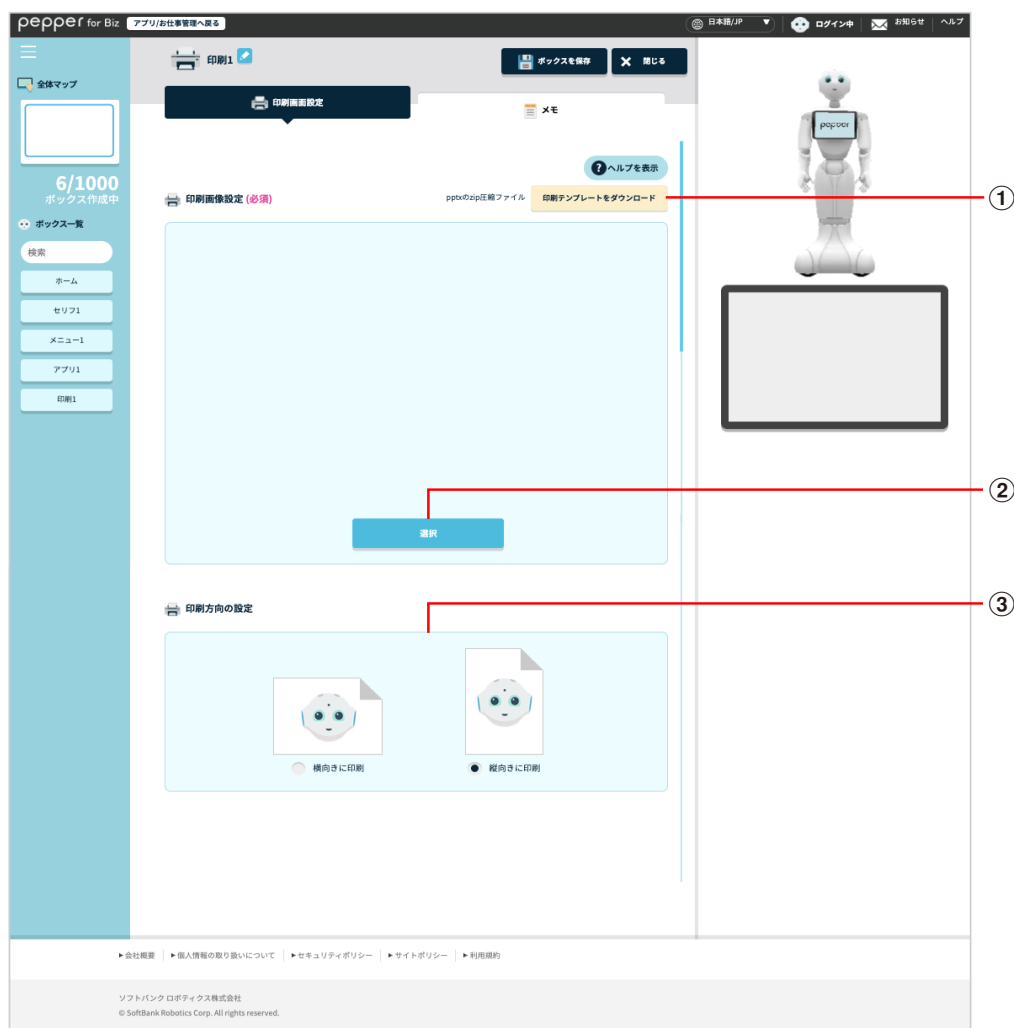 pepper for Biz アプリ/お仕事管理へ戻る 日本語/JP ▼ ログイン中 お知らせ ヘルプ
全体マップ
6/1000
ボックス作成中
ボックス一覧
検索
ホーム
セリフ1
メニュー1
アプリ1
印刷1
印刷1 ボックスを保存 閉じる
印刷画面設定 メモ
?ヘルプを表示
印刷画像設定 (必須) pptxのzip圧縮ファイル 印刷テンプレートをダウンロード
①
選択
②
印刷方向の設定
③
横向きに印刷 縦向きに印刷
pepper
▶会社概要 ▶個人情報の取り扱いについて ▶セキュリティポリシー ▶サイトポリシー ▶利用規約
ソフトバンク ロボティクス株式会社
© SoftBank Robotics Corp. All rights reserved.